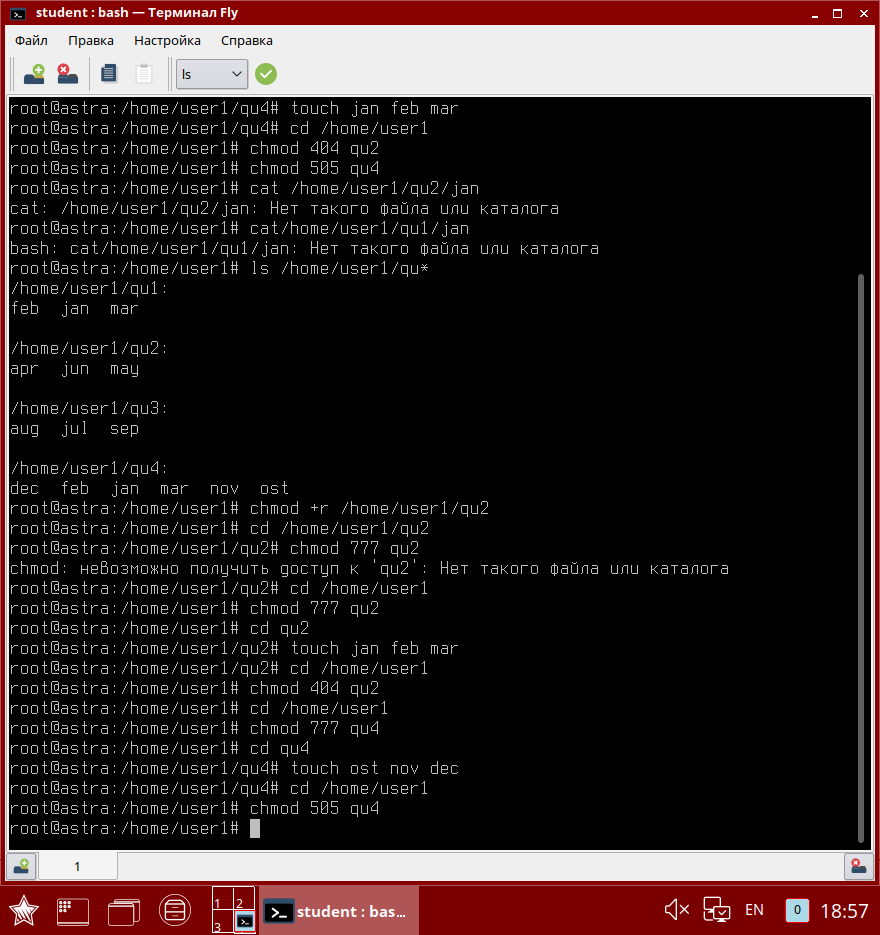 student : bash — Терминал Fly
Файл Правка Настройка Справка
ls
root@astra:/home/user1/qu4# touch jan feb mar
root@astra:/home/user1/qu4# cd /home/user1
root@astra:/home/user1# chmod 404 qu2
root@astra:/home/user1# chmod 505 qu4
root@astra:/home/user1# cat /home/user1/qu2/jan
cat: /home/user1/qu2/jan: Нет такого файла или каталога
root@astra:/home/user1# cat/home/user1/qu1/jan
bash: cat/home/user1/qu1/jan: Нет такого файла или каталога
root@astra:/home/user1# ls /home/user1/qu*
/home/user1/qu1:
feb jan mar
/home/user1/qu2:
apr jun may
/home/user1/qu3:
aug jul sep
/home/user1/qu4:
dec feb jan mar nov ost
root@astra:/home/user1# chmod +r /home/user1/qu2
root@astra:/home/user1# cd /home/user1/qu2
root@astra:/home/user1/qu2# chmod 777 qu2
chmod: невозможно получить доступ к 'qu2': Нет такого файла или каталога
root@astra:/home/user1/qu2# cd /home/user1
root@astra:/home/user1# chmod 777 qu2
root@astra:/home/user1# cd qu2
root@astra:/home/user1/qu2# touch jan feb mar
root@astra:/home/user1/qu2# cd /home/user1
root@astra:/home/user1# chmod 404 qu2
root@astra:/home/user1# cd /home/user1
root@astra:/home/user1# chmod 777 qu4
root@astra:/home/user1# cd qu4
root@astra:/home/user1/qu4# touch ost nov dec
root@astra:/home/user1/qu4# cd /home/user1
root@astra:/home/user1# chmod 505 qu4
root@astra:/home/user1#
1
1 2
3
student : bas...
EN
0
18:57